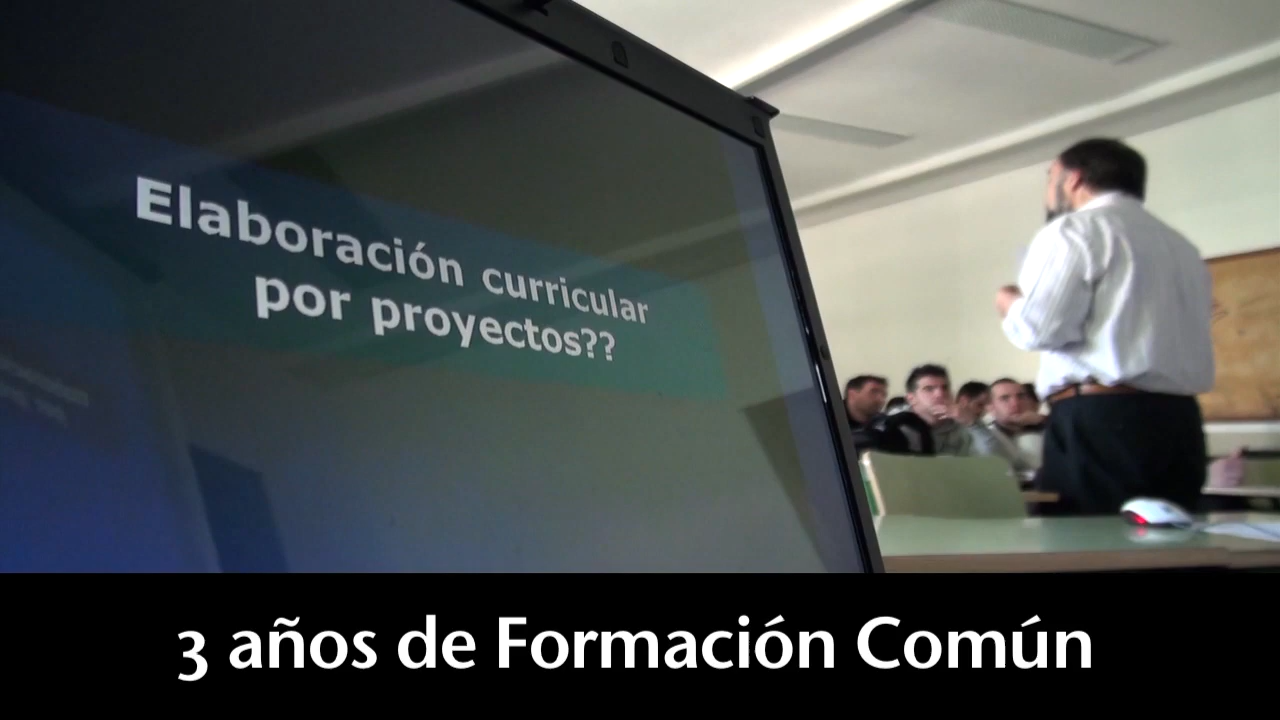 Elaboración curricular
por proyectos??
3 años de Formación Común